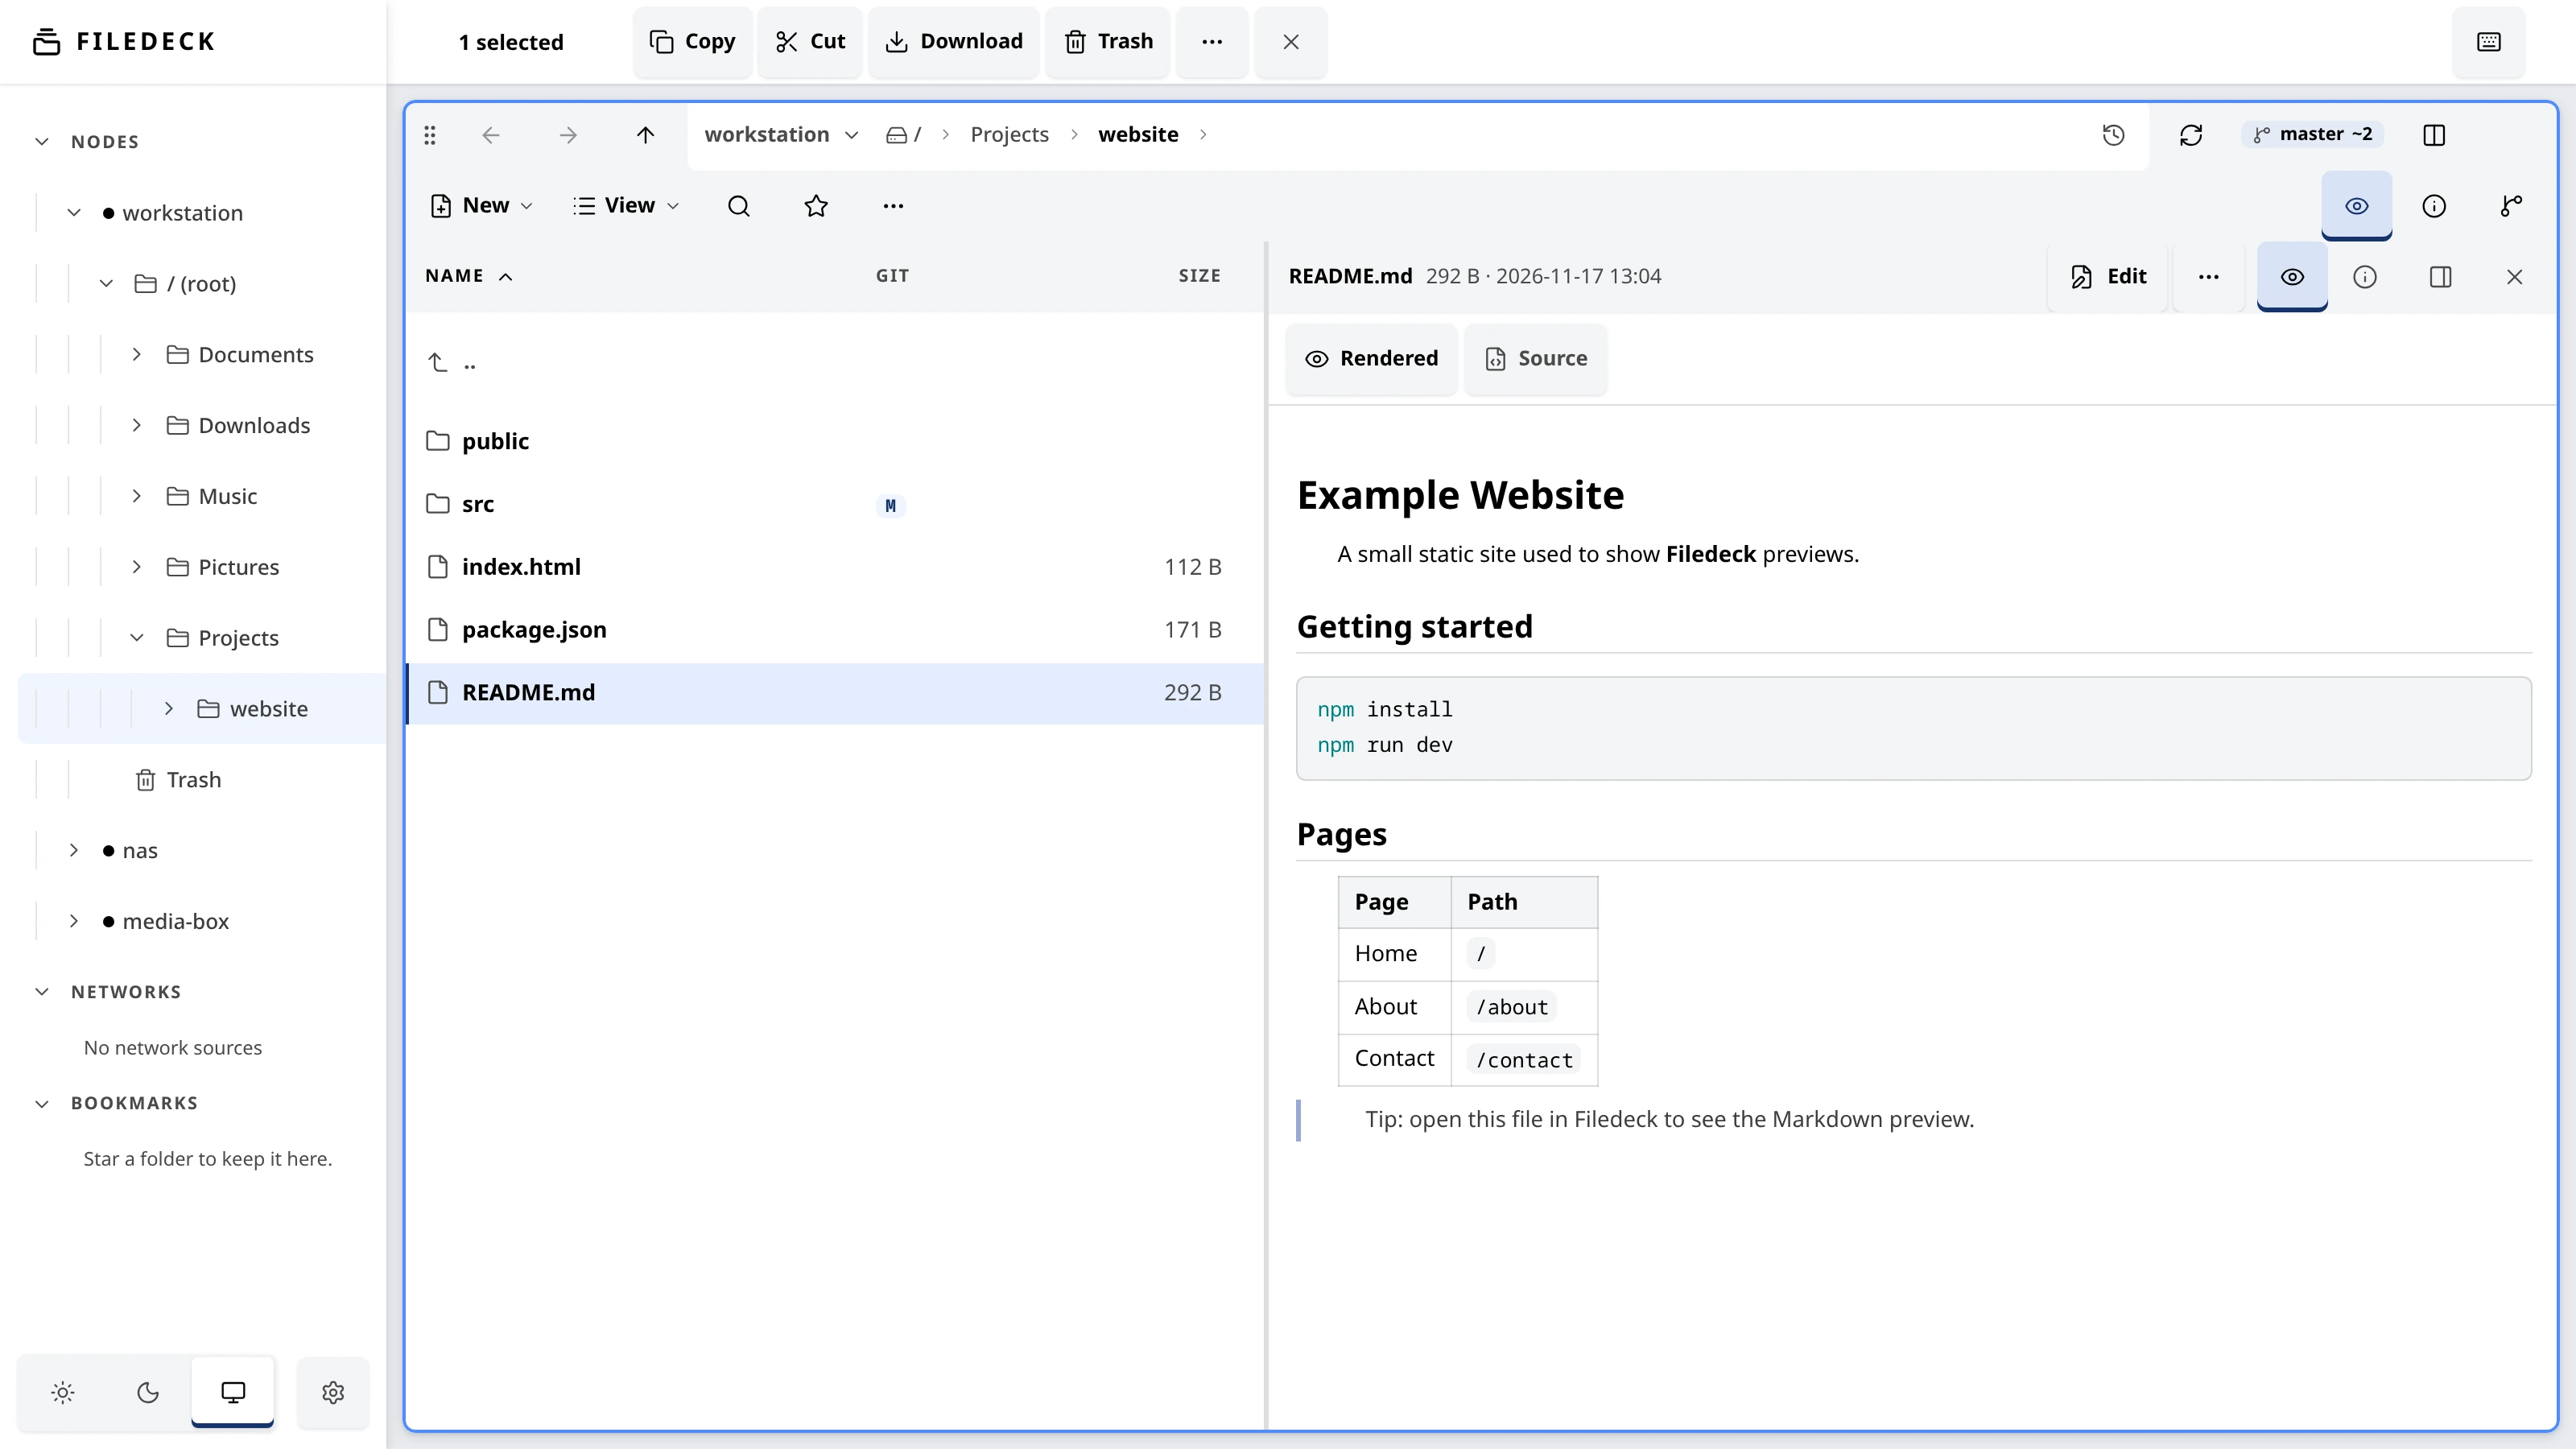 FILEDECK
1 selected
Copy
Cut
Download
Trash
NODES
workstation
/ (root)
Documents
Downloads
Music
Pictures
Projects
website
Trash
nas
media-box
NETWORKS
No network sources
BOOKMARKS
Star a folder to keep it here.
workstation / Projects website
master ~2
New
View
NAME GIT SIZE
..
public
src M
index.html 112 B
package.json 171 B
README.md 292 B
README.md 292 B · 2026-11-17 13:04
Edit
Rendered
Source
Example Website
A small static site used to show Filedeck previews.
Getting started
npm install
npm run dev
Pages
Page Path
Home /
About /about
Contact /contact
Tip: open this file in Filedeck to see the Markdown preview.